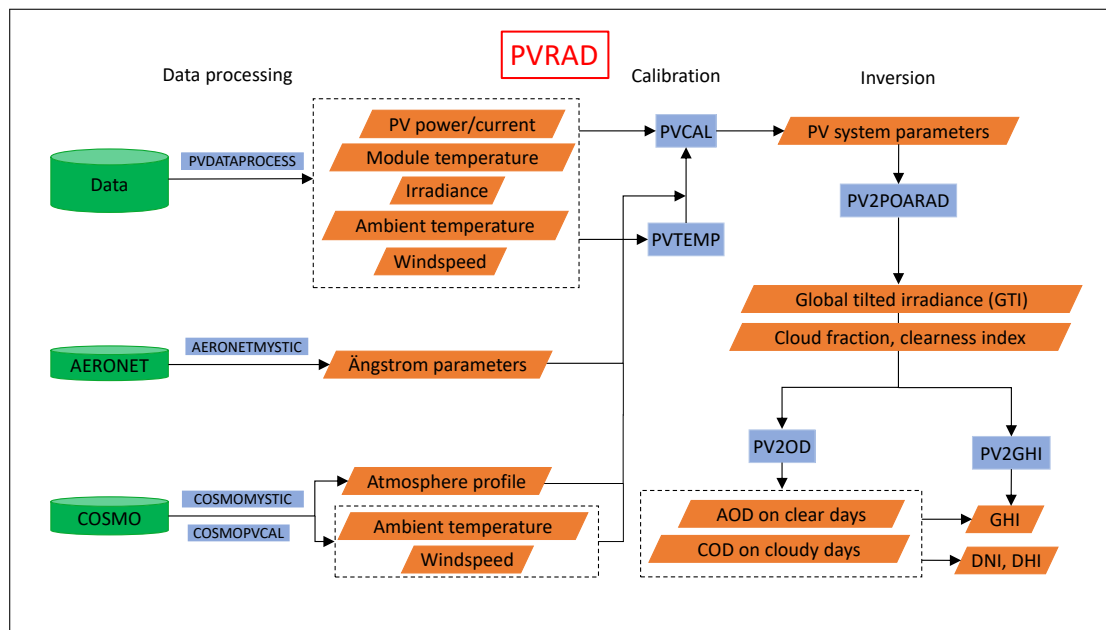 PVRAD
Data processing
Calibration
Inversion
PV power/current
Module temperature
Irradiance
Ambient temperature
Windspeed
Data
PVDATAPROCESS
PVCAL
PVTEMP
PV system parameters
PV2POARAD
Global tilted irradiance (GTI)
Cloud fraction, clearness index
AERONET
AERONETMYSTIC
Ängstrom parameters
PV2OD
PV2GHI
COSMO
COSMOMYSTIC
COSMOPVCAL
Atmosphere profile
Ambient temperature
Windspeed
AOD on clear days
COD on cloudy days
GHI
DNI, DHI